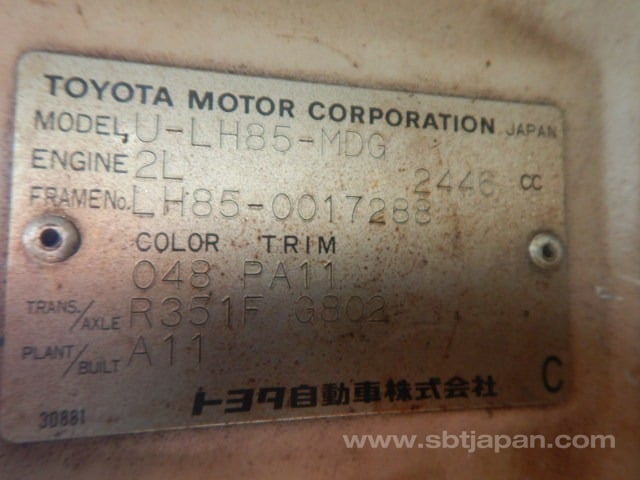 TOYOTA MOTOR CORPORATION JAPAN
MODEL U-LH85-MDG
ENGINE 2L 2446 CC
FRAME No. LH85-0017288
COLOR TRIM
048 PA11
TRANS./AXLE R351F G802
PLANT/BUILT A11
トヨタ自動車株式会社 C
30881
www.sbtjapan.com